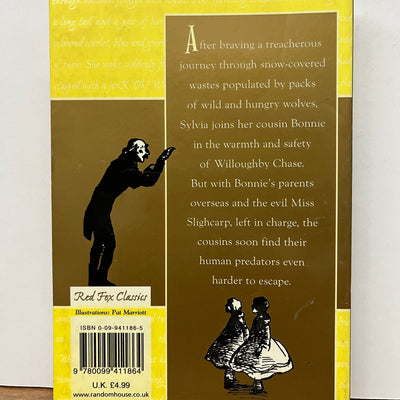 After braving a treacherous
journey through snow-covered
wastes populated by packs
of wild and hungry wolves,
Sylvia joins her cousin Bonnie
in the warmth and safety
of Willoughby Chase.
But with Bonnie's parents
overseas and the evil Miss
Slighcarp, left in charge, the
cousins soon find their
human predators even
harder to escape.
Red Fox Classics
Illustrations: Pat Marriott
ISBN 0-09-941186-5
9 780099 411864
U.K. £4.99
www.randomhouse.co.uk